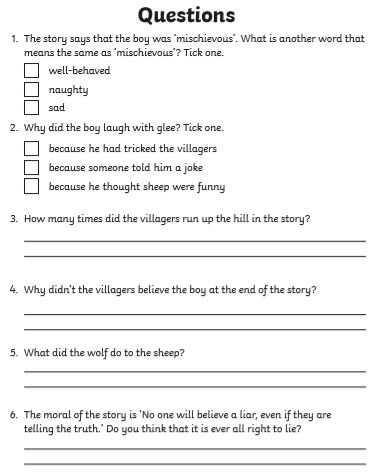 Questions
1. The story says that the boy was ‘mischievous’. What is another word that
means the same as ‘mischievous’? Tick one.
well-behaved
naughty
sad
2. Why did the boy laugh with glee? Tick one.
because he had tricked the villagers
because someone told him a joke
because he thought sheep were funny
3. How many times did the villagers run up the hill in the story?
4. Why didn’t the villagers believe the boy at the end of the story?
5. What did the wolf do to the sheep?
6. The moral of the story is ‘No one will believe a liar, even if they are
telling the truth.’ Do you think that it is ever all right to lie?